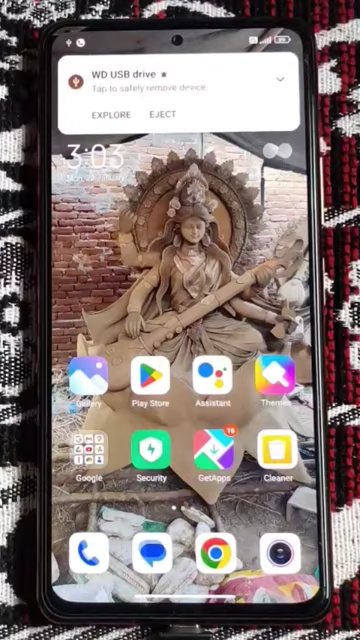 WD USB drive
Tap to safely remove device
EXPLORE EJECT
3:03
Gallery Play Store Assistant Themes
16
Google Security GetApps Cleaner